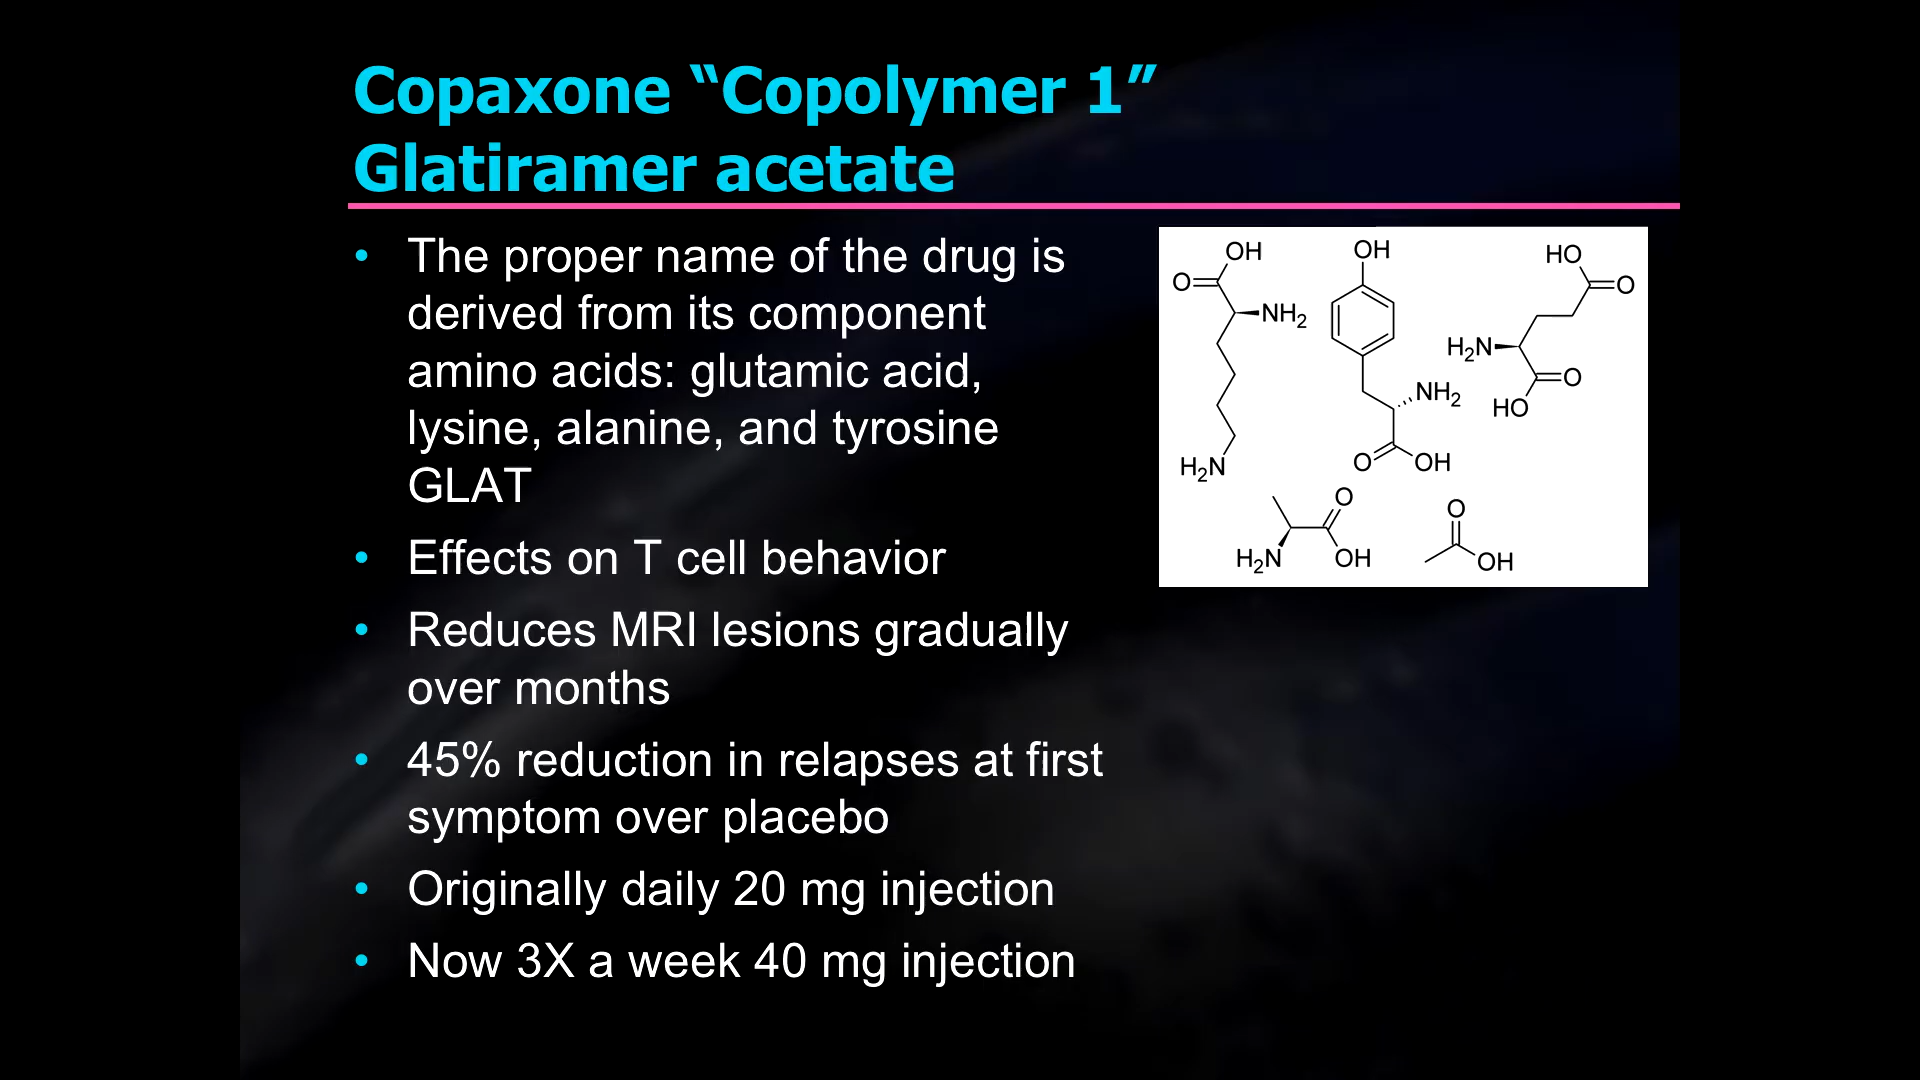 Copaxone “Copolymer 1”
Glatiramer acetate
• The proper name of the drug is
derived from its component
amino acids: glutamic acid,
lysine, alanine, and tyrosine
GLAT
• Effects on T cell behavior
• Reduces MRI lesions gradually
over months
• 45% reduction in relapses at first
symptom over placebo
• Originally daily 20 mg injection
• Now 3X a week 40 mg injection
OH
O
NH₂
H₂N
OH
NH₂
O
OH
HO
O
H₂N
O
HO
O
H₂N
OH
O
OH